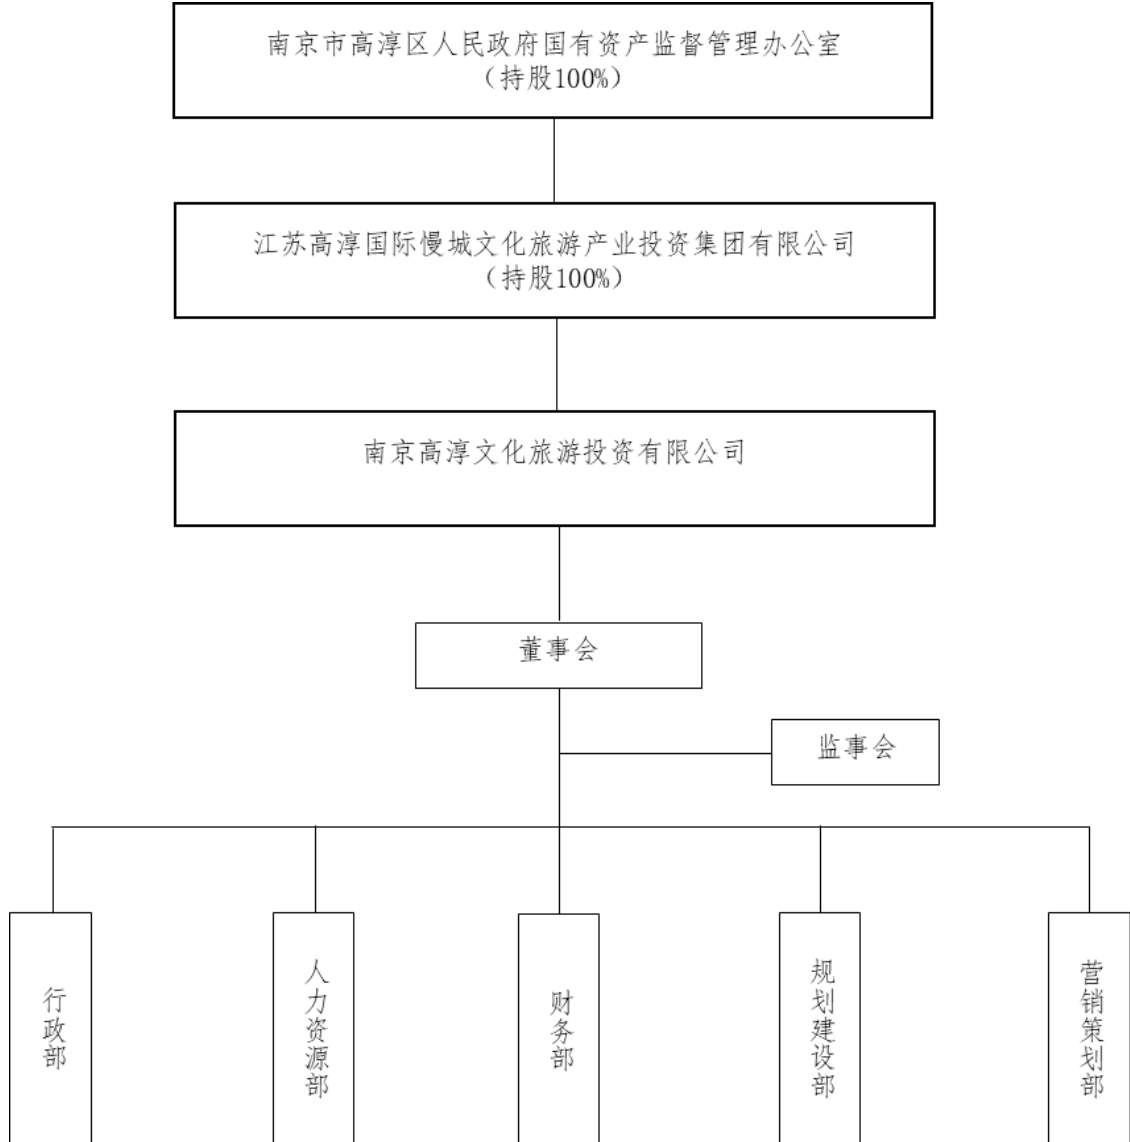 南京市高淳区人民政府国有资产监督管理办公室
（持股100%）
江苏高淳国际慢城文化旅游产业投资集团有限公司
（持股100%）
南京高淳文化旅游投资有限公司
董事会
监事会
行政部
人力资源部
财务部
规划建设部
营销策划部